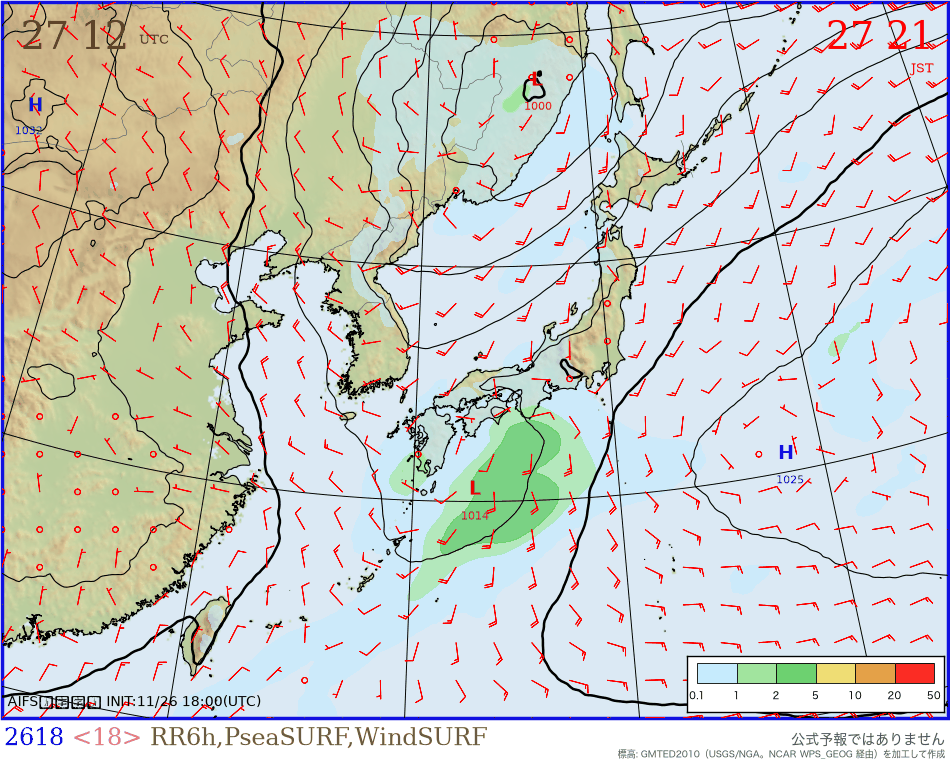 27 12 UTC
27 21
JST
H
1032
L
1000
H
1025
L
1014
AIFS INIT:11/26 18:00(UTC)
0.1 1 2 5 10 20 50
2618 <18> RR6h,PseaSURF,WindSURF
公式予報ではありません
標高: GMTED2010（USGS/NGA。NCAR WPS_GEOG 経由）を加工して作成